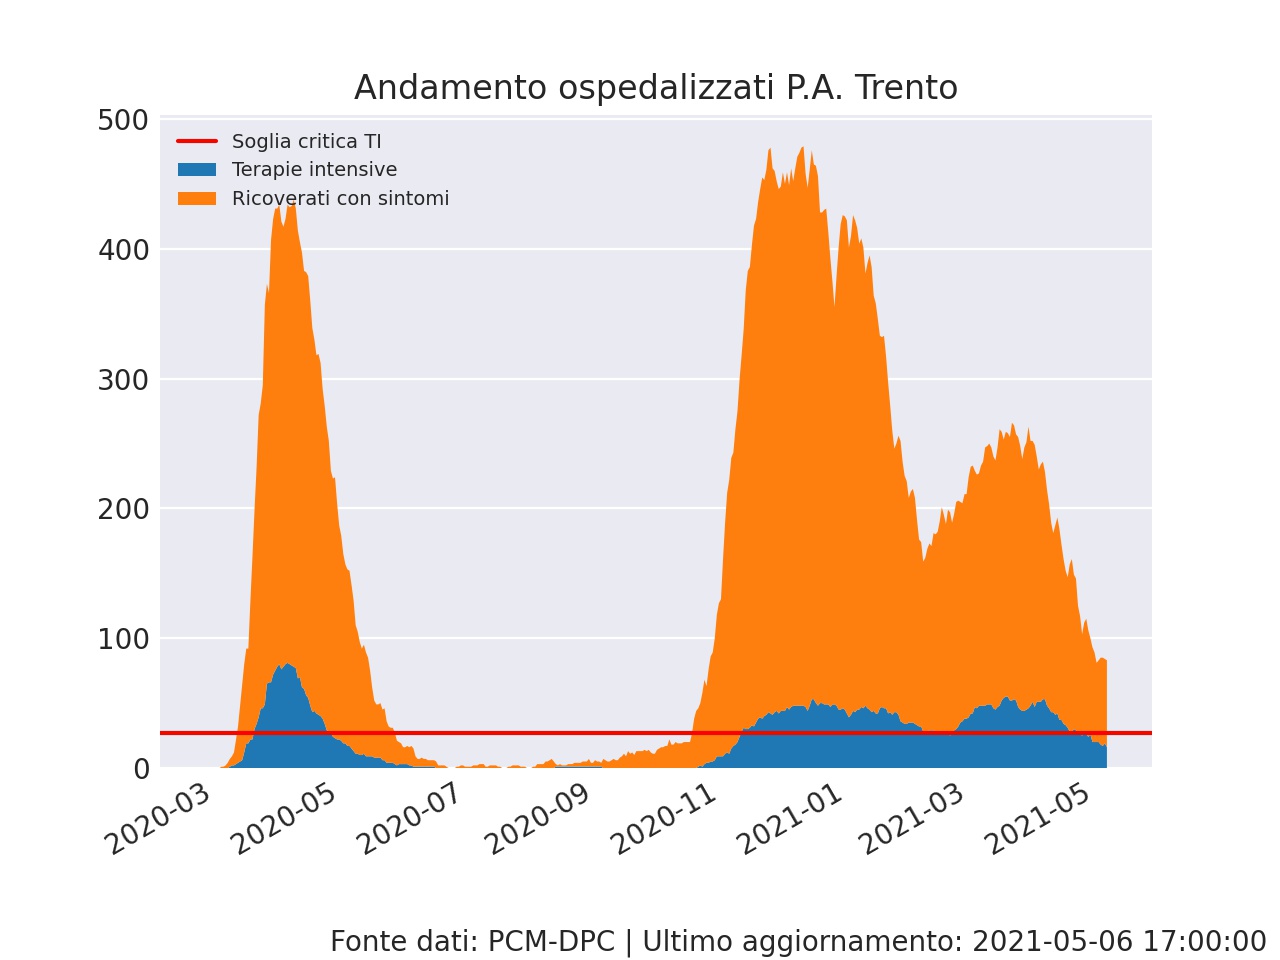 Andamento ospedalizzati P.A. Trento
500
400
300
200
100
0
Soglia critica TI
Terapie intensive
Ricoverati con sintomi
2020-03
2020-05
2020-07
2020-09
2020-11
2021-01
2021-03
2021-05
Fonte dati: PCM-DPC | Ultimo aggiornamento: 2021-05-06 17:00:00